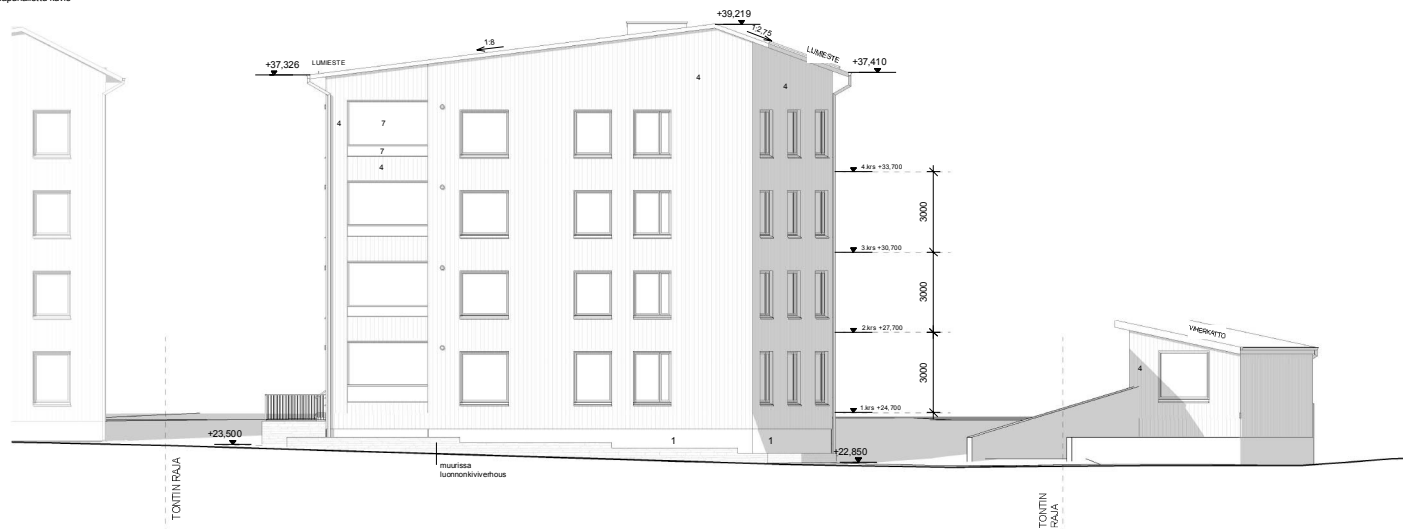 +39,219
1:8
1:2,75
LUMIESTE
+37,326
LUMIESTE
+37,410
4
4
4
7
7
4
4.krs +33,700
3000
3.krs +30,700
3000
2.krs +27,700
VIHERKATTO
3000
4
1.krs +24,700
+23,500
1
1
+22,850
muurissa
luonnonkiviverhous
TONTIN RAJA
TONTIN
RAJA